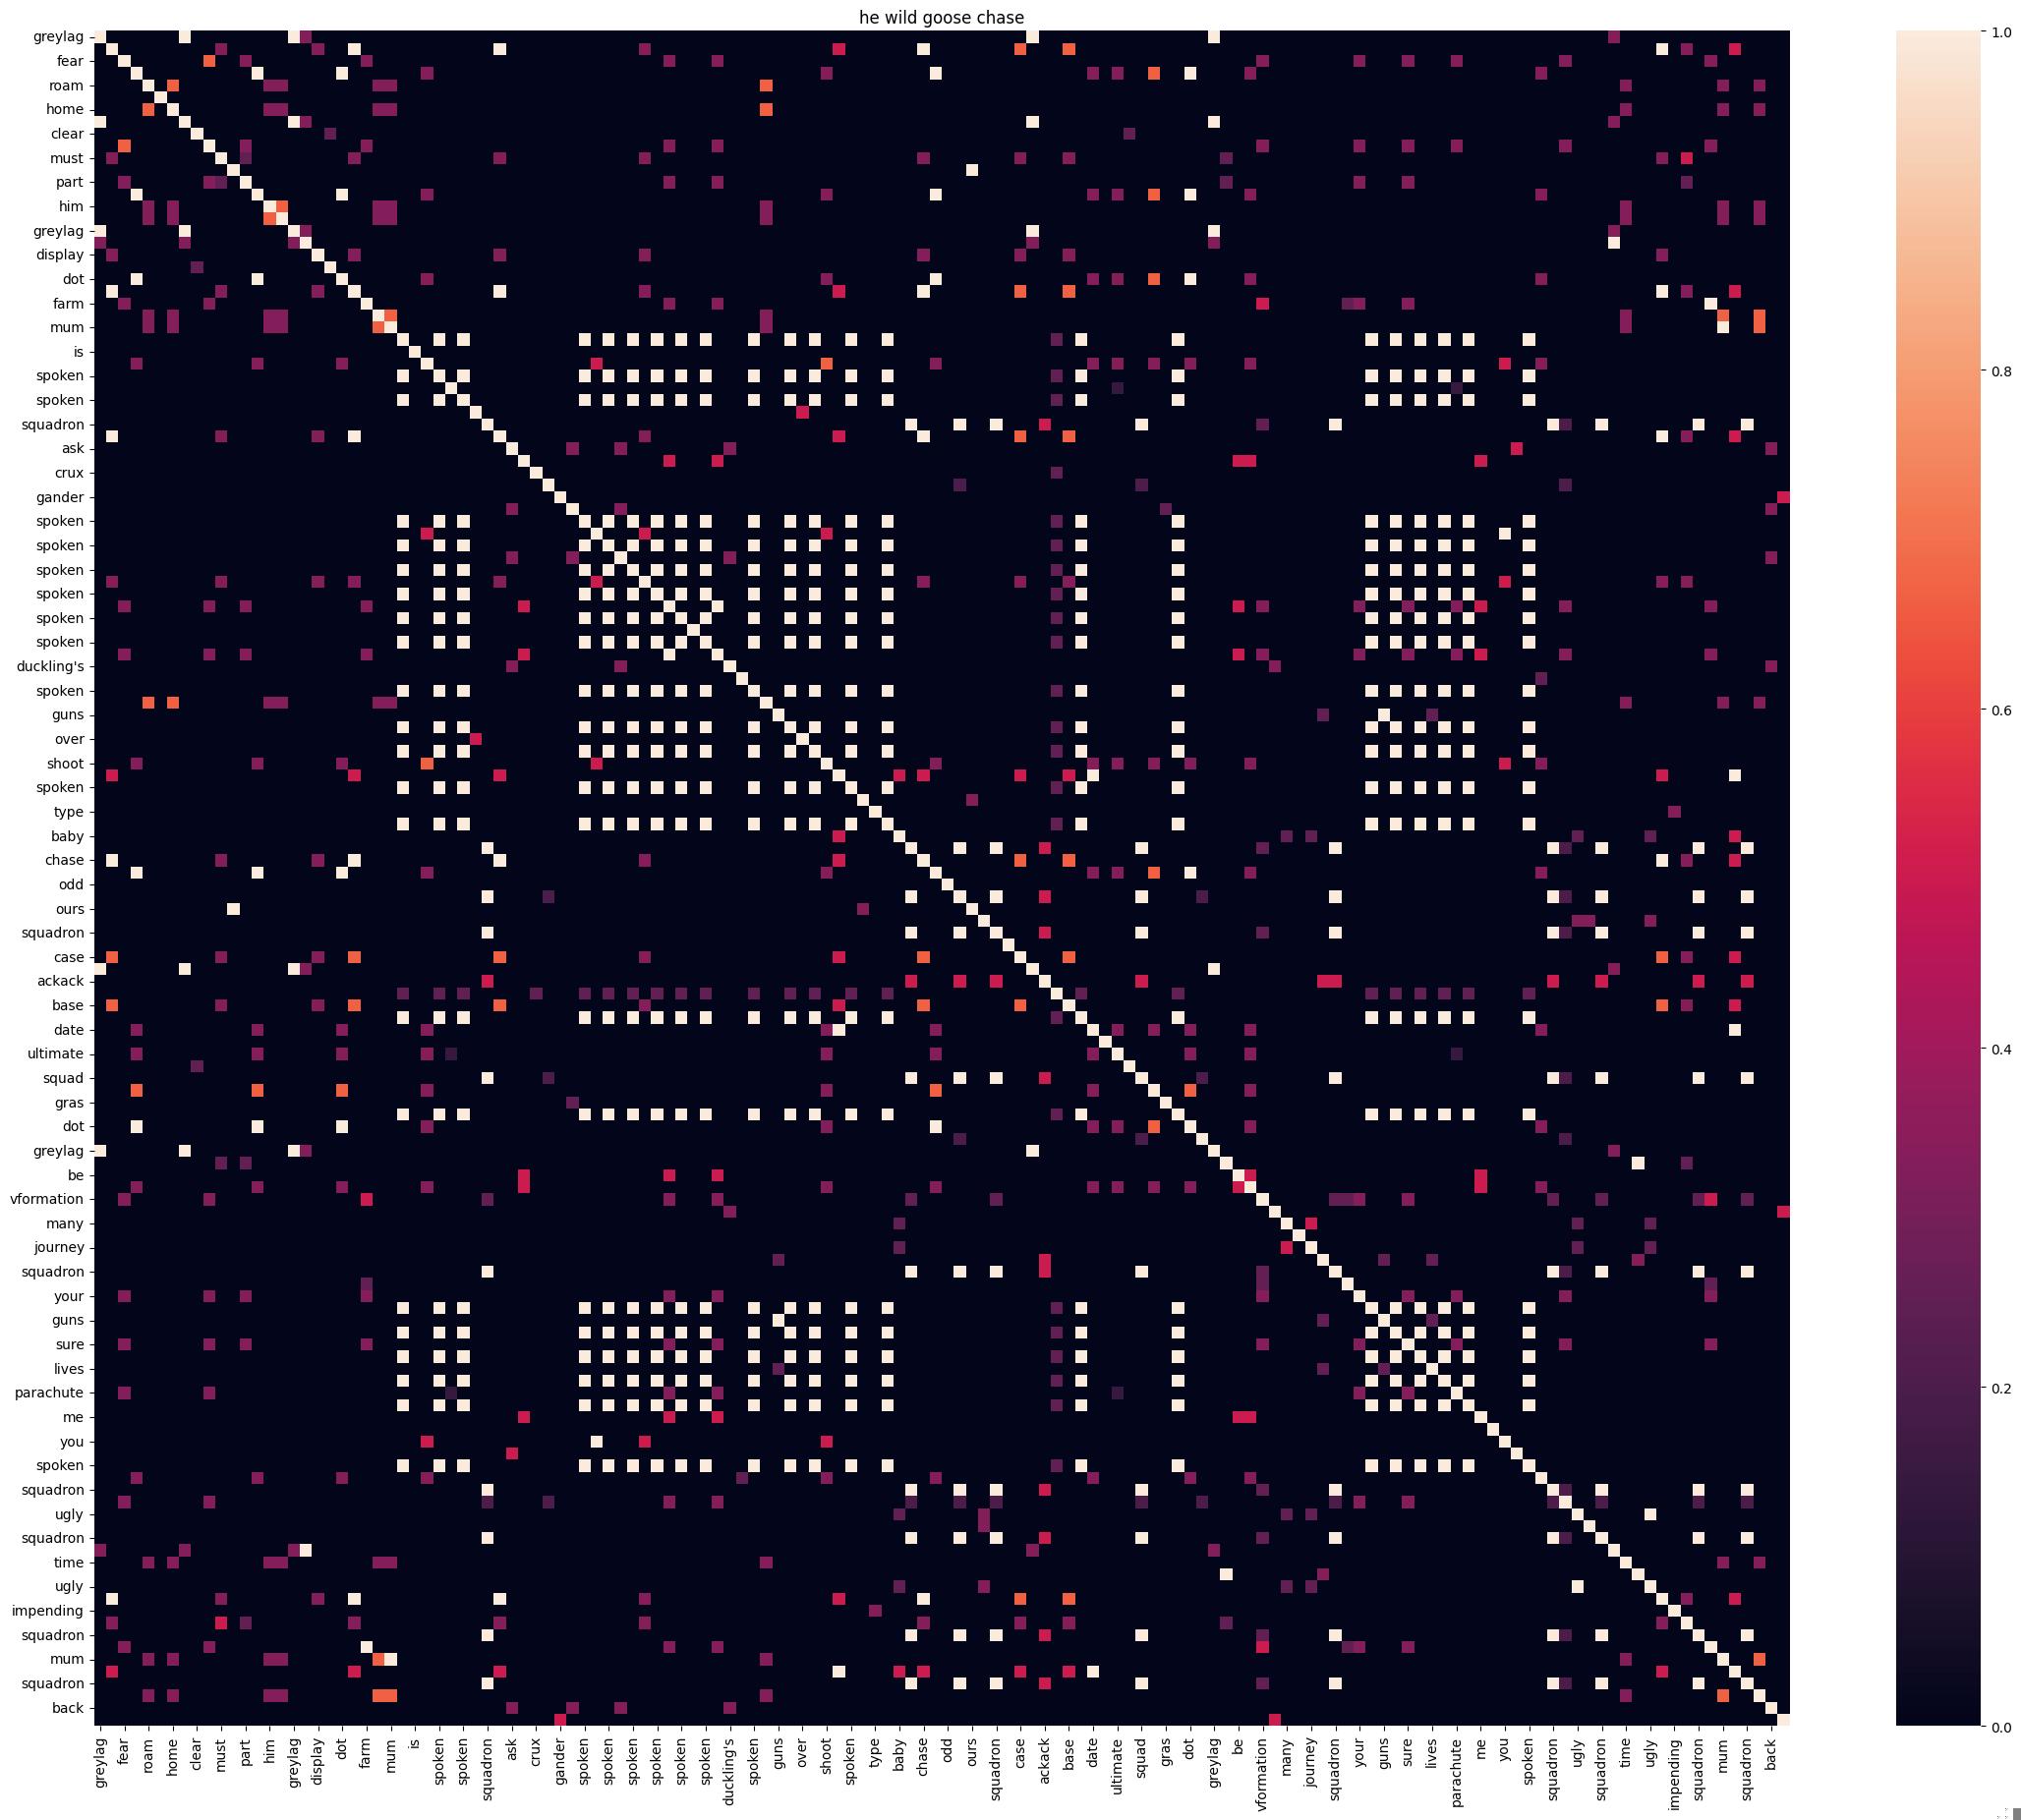 he wild goose chase
greylag
fear
roam
home
clear
must
part
him
greylag
display
dot
farm
mum
is
spoken
spoken
squadron
ask
crux
gander
spoken
spoken
spoken
spoken
spoken
spoken
duckling's
spoken
guns
over
shoot
spoken
type
baby
chase
odd
ours
squadron
case
ackack
base
date
ultimate
squad
gras
dot
greylag
be
vformation
many
journey
squadron
your
guns
sure
lives
parachute
me
you
spoken
squadron
ugly
squadron
time
ugly
impending
squadron
mum
squadron
back
greylag
fear
roam
home
clear
must
part
him
greylag
display
dot
farm
mum
is
spoken
spoken
squadron
ask
crux
gander
spoken
spoken
spoken
spoken
spoken
spoken
duckling's
spoken
guns
over
shoot
spoken
type
baby
chase
odd
ours
squadron
case
ackack
base
date
ultimate
squad
gras
dot
greylag
be
vformation
many
journey
squadron
your
guns
sure
lives
parachute
me
you
spoken
squadron
ugly
squadron
time
ugly
impending
squadron
mum
squadron
back
1.0
0.8
0.6
0.4
0.2
0.0